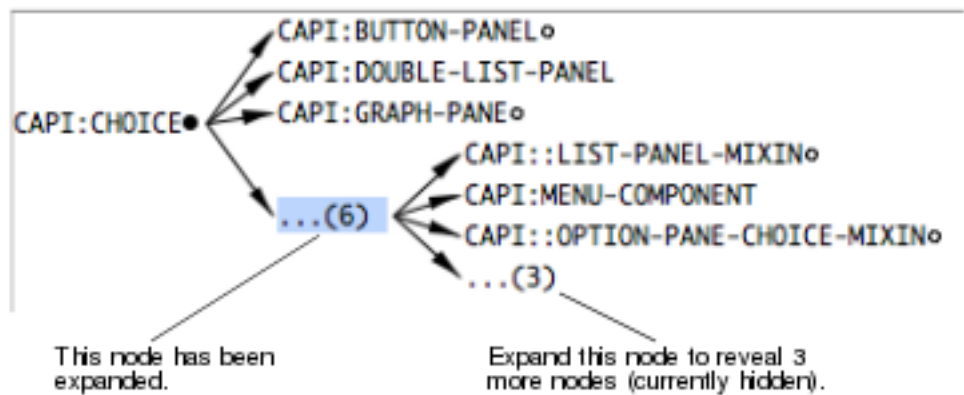 CAPI:BUTTON-PANEL
CAPI:DOUBLE-LIST-PANEL
CAPI:GRAPH-PANE
CAPI:CHOICE
CAPI::LIST-PANEL-MIXIN
CAPI:MENU-COMPONENT
...(6)
CAPI::OPTION-PANE-CHOICE-MIXIN
...(3)
This node has been
expanded.
Expand this node to reveal 3
more nodes (currently hidden).